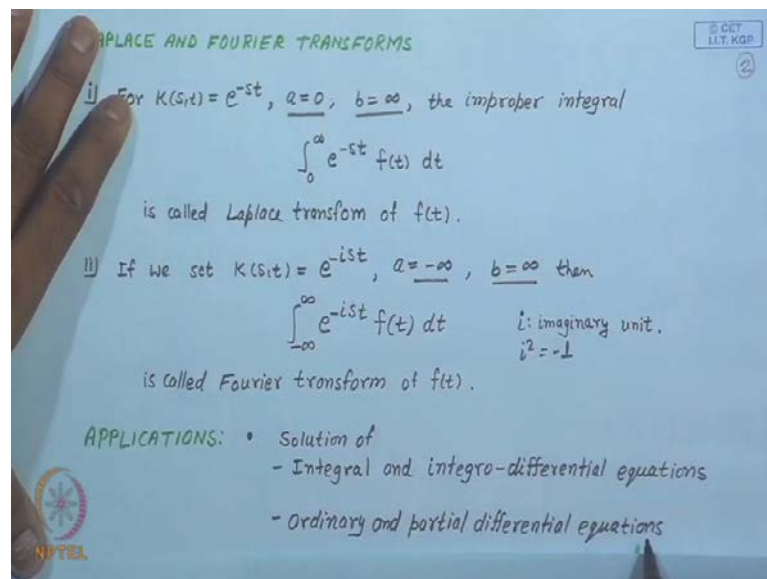 LAPLACE AND FOURIER TRANSFORMS
© CET
I.I.T. KGP
2
i) For K(s,t) = e^{-st}, a=0, b=∞, the improper integral
∫_0^∞ e^{-st} f(t) dt
is called Laplace transfom of f(t).
ii) If we set K(s,t) = e^{-ist}, a=-∞, b=∞ then
∫_{-∞}^∞ e^{-ist} f(t) dt i: imaginary unit.
i² = -1
is called Fourier transform of f(t).
APPLICATIONS: • Solution of
- Integral and integro-differential equations
- Ordinary and partial differential equations
NPTEL